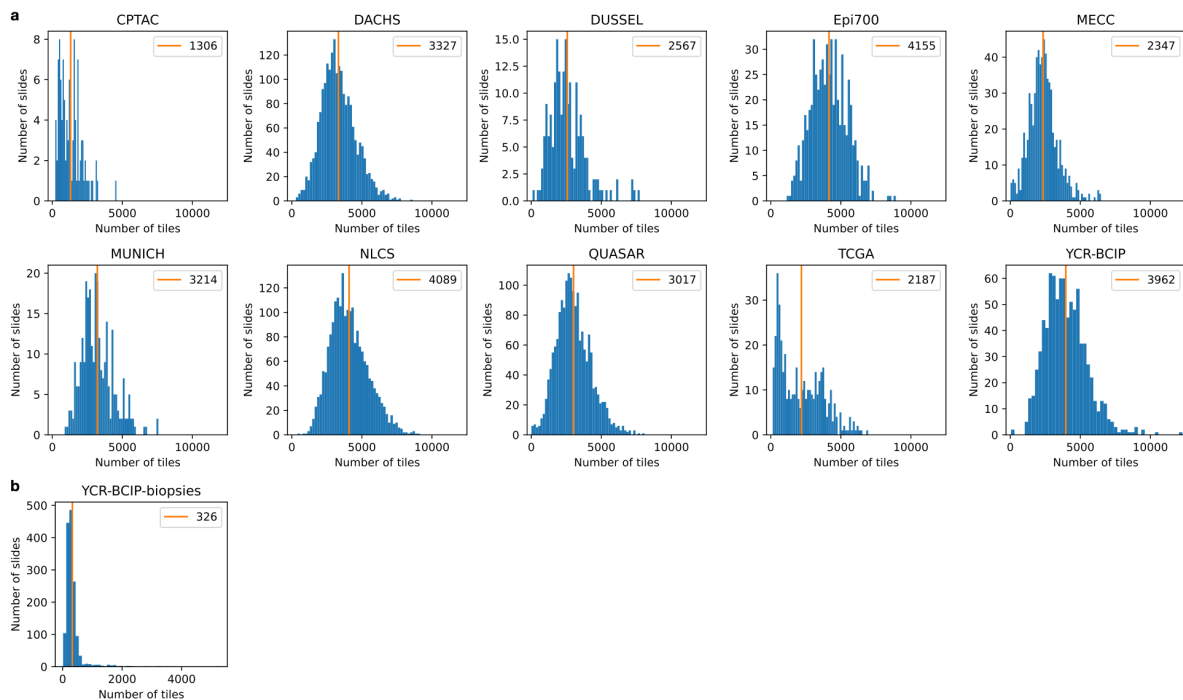 a
CPTAC
1306
Number of slides
8
6
4
2
0
0 5000 10000
Number of tiles
DACHS
3327
Number of slides
120
100
80
60
40
20
0
0 5000 10000
Number of tiles
DUSSEL
2567
Number of slides
15.0
12.5
10.0
7.5
5.0
2.5
0.0
0 5000 10000
Number of tiles
Epi700
4155
Number of slides
30
25
20
15
10
5
0
0 5000 10000
Number of tiles
MECC
2347
Number of slides
40
30
20
10
0
0 5000 10000
Number of tiles
MUNICH
3214
Number of slides
20
15
10
5
0
0 5000 10000
Number of tiles
NLCS
4089
Number of slides
120
100
80
60
40
20
0
0 5000 10000
Number of tiles
QUASAR
3017
Number of slides
100
80
60
40
20
0
0 5000 10000
Number of tiles
TCGA
2187
Number of slides
30
20
10
0
0 5000 10000
Number of tiles
YCR-BCIP
3962
Number of slides
60
50
40
30
20
10
0
0 5000 10000
Number of tiles
b
YCR-BCIP-biopsies
326
Number of slides
500
400
300
200
100
0
0 2000 4000
Number of tiles